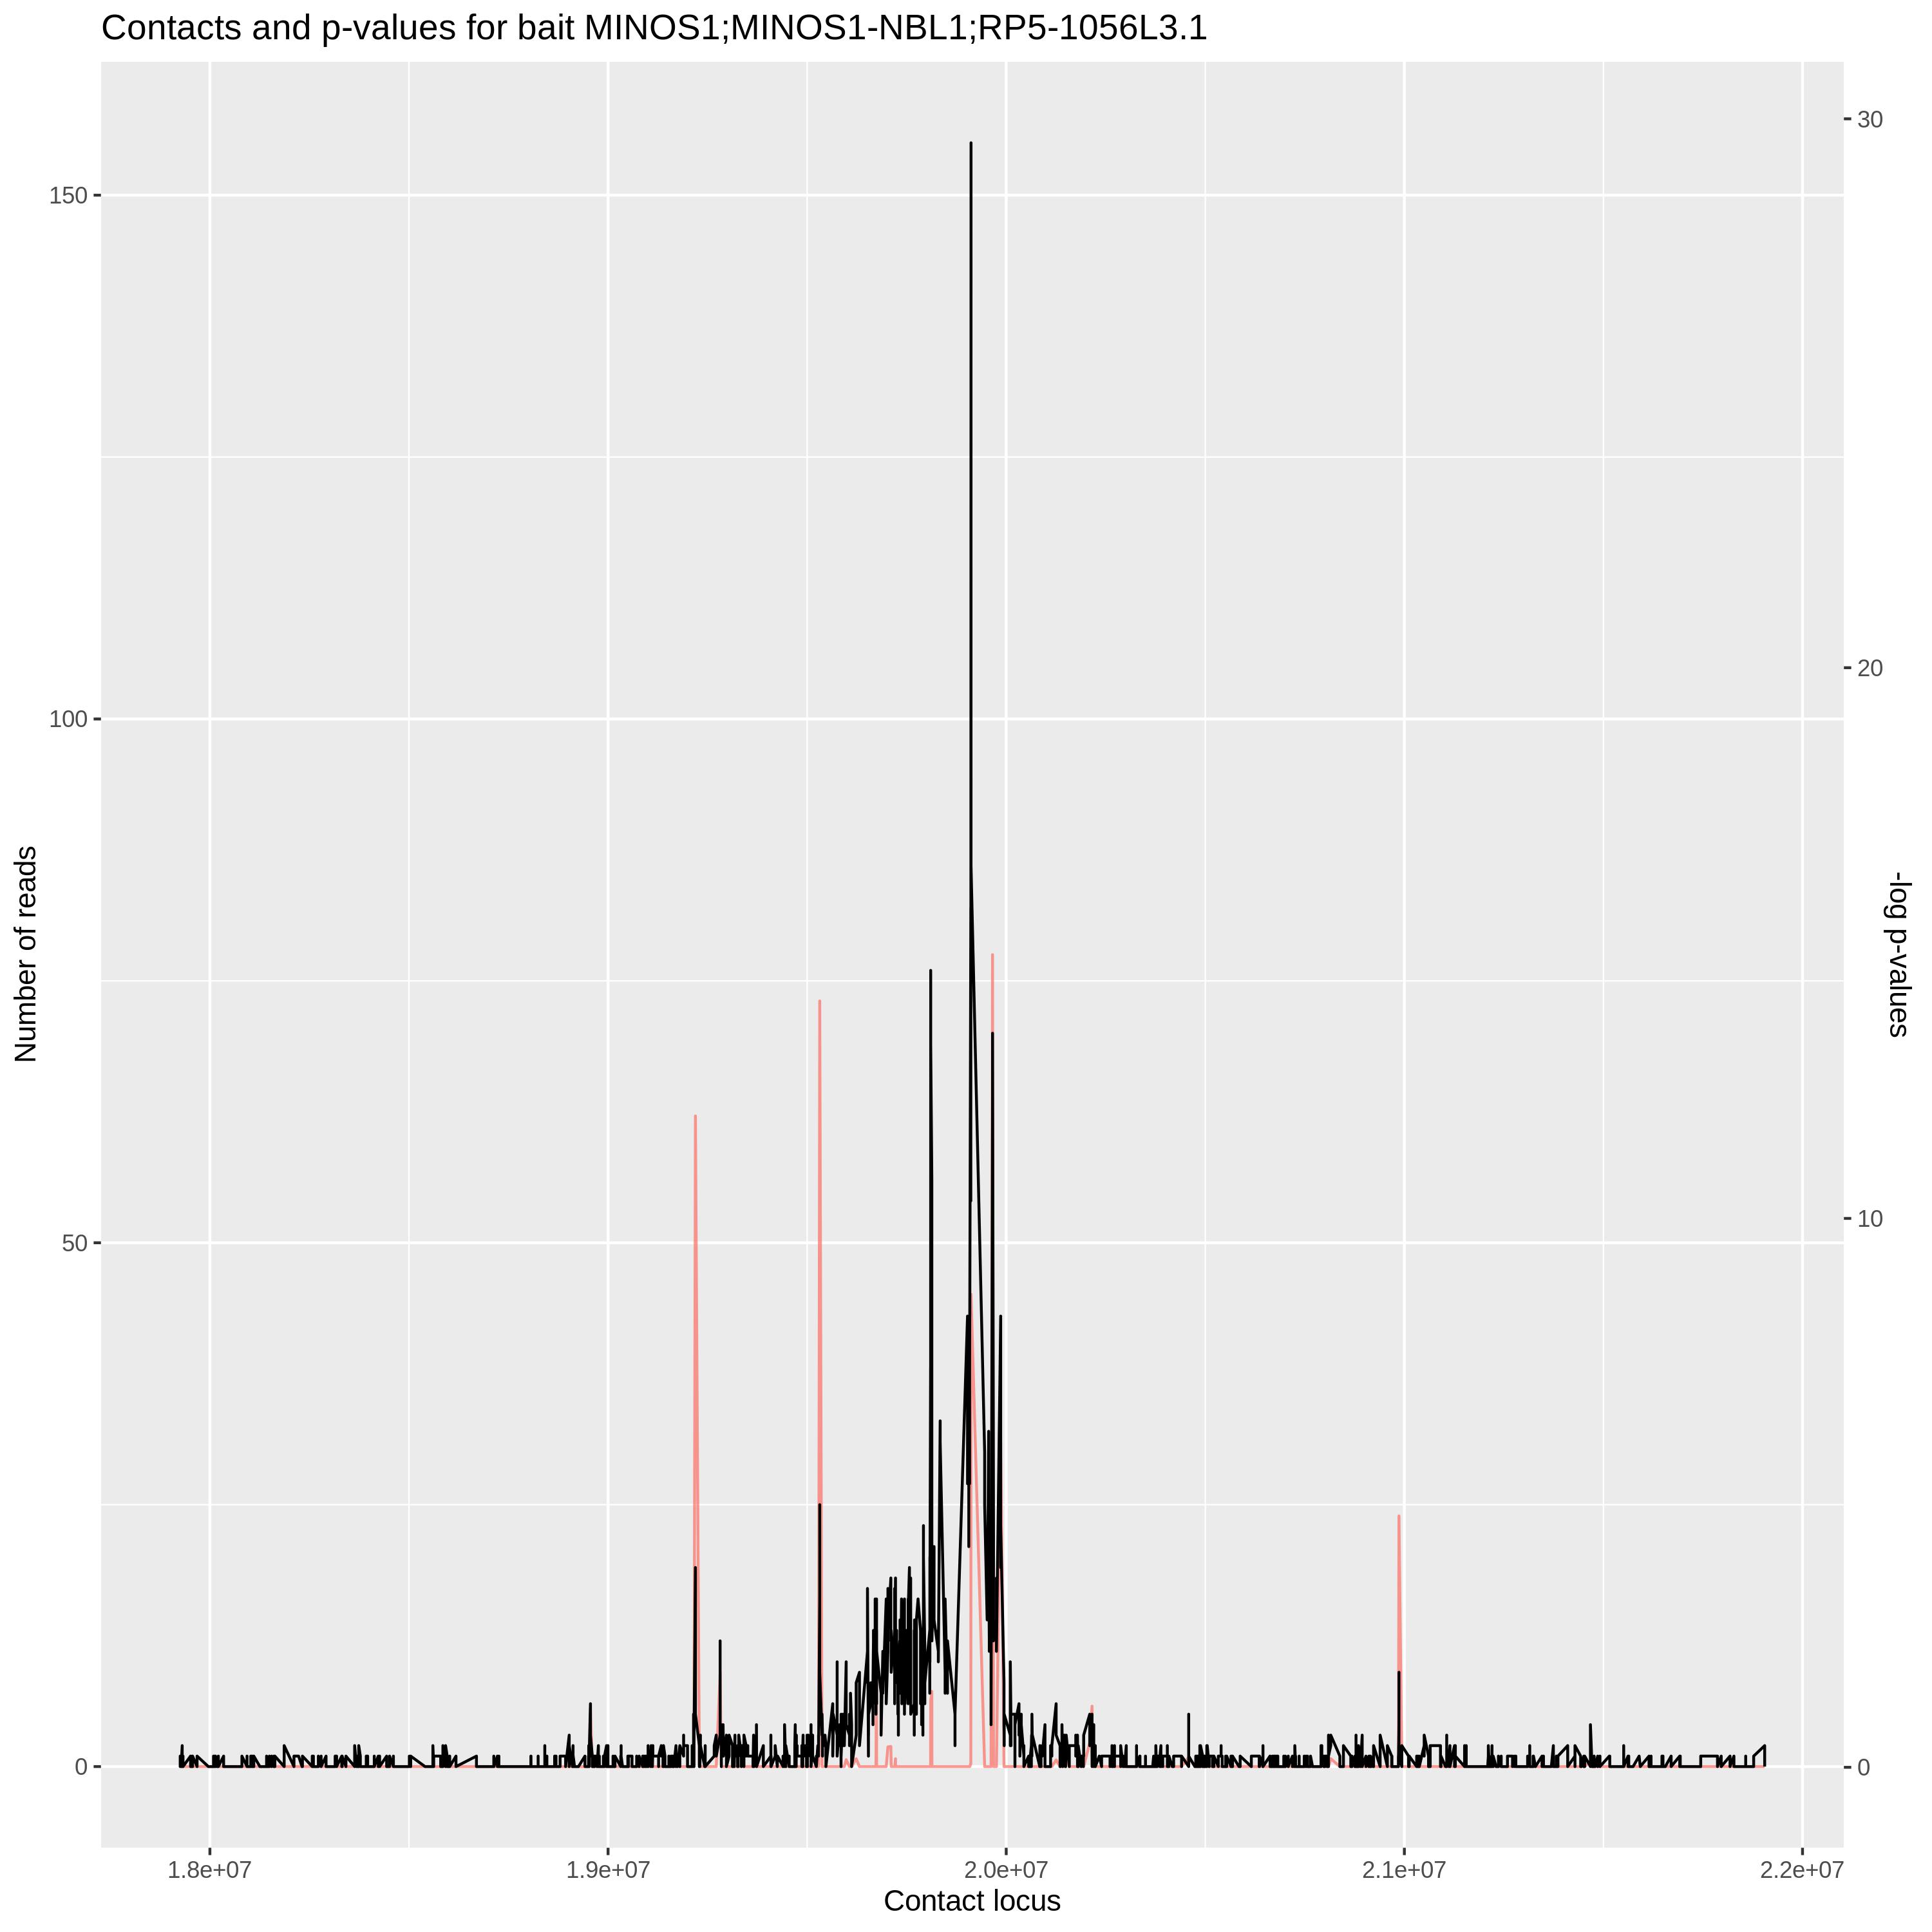 Contacts and p-values for bait MINOS1;MINOS1-NBL1;RP5-1056L3.1
150
100
50
0
Number of reads
30
20
10
0
-log p-values
1.8e+07 1.9e+07 2.0e+07 2.1e+07 2.2e+07
Contact locus